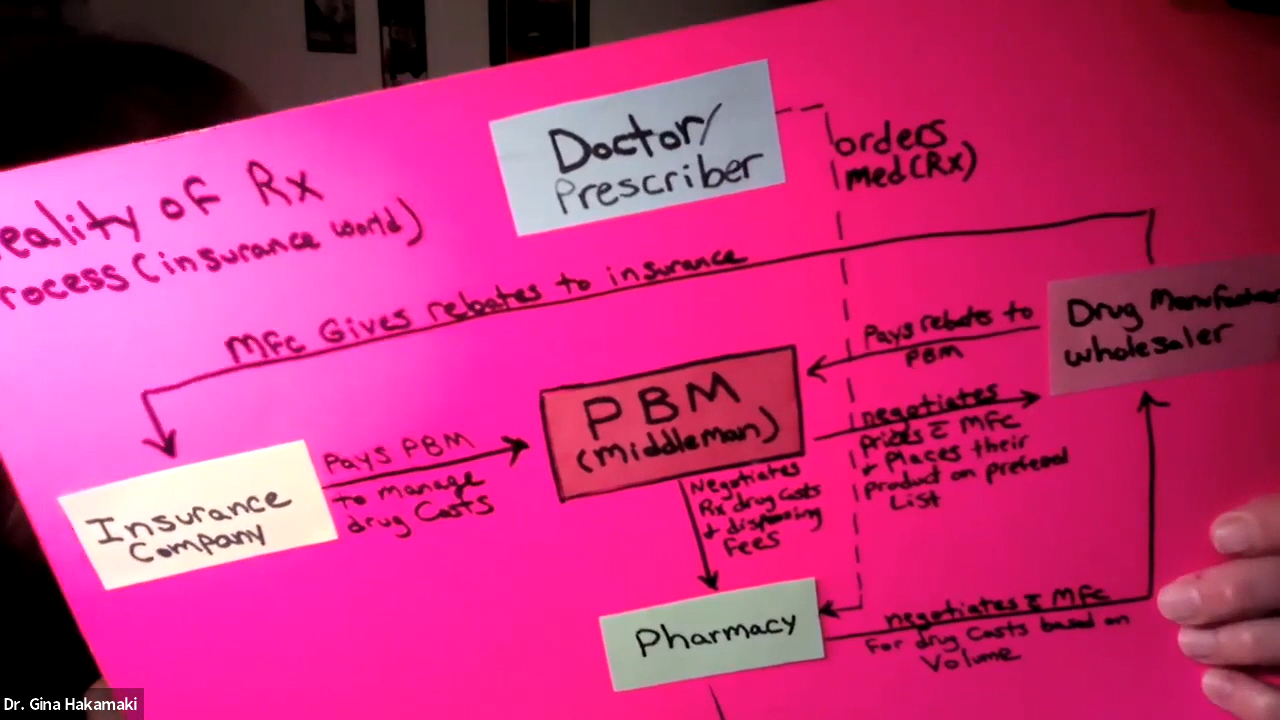 eality of Rx
rocess (insurance world)
Doctor/
Prescriber
orders
med (Rx)
MFc Gives rebates to insurance
Drug Manufacturer
wholesaler
Pays rebates to
PBM
PBM
(middleman)
negotiates
prices c̄ MFc
+ Places their
product on prefered
List
Insurance
Company
Pays PBM
to manage
drug Costs
Negotiates
Rx drug costs
+ dispensing
Fees
Pharmacy
negotiates c̄ MFc
For drug Costs based on
Volume
Dr. Gina Hakamaki